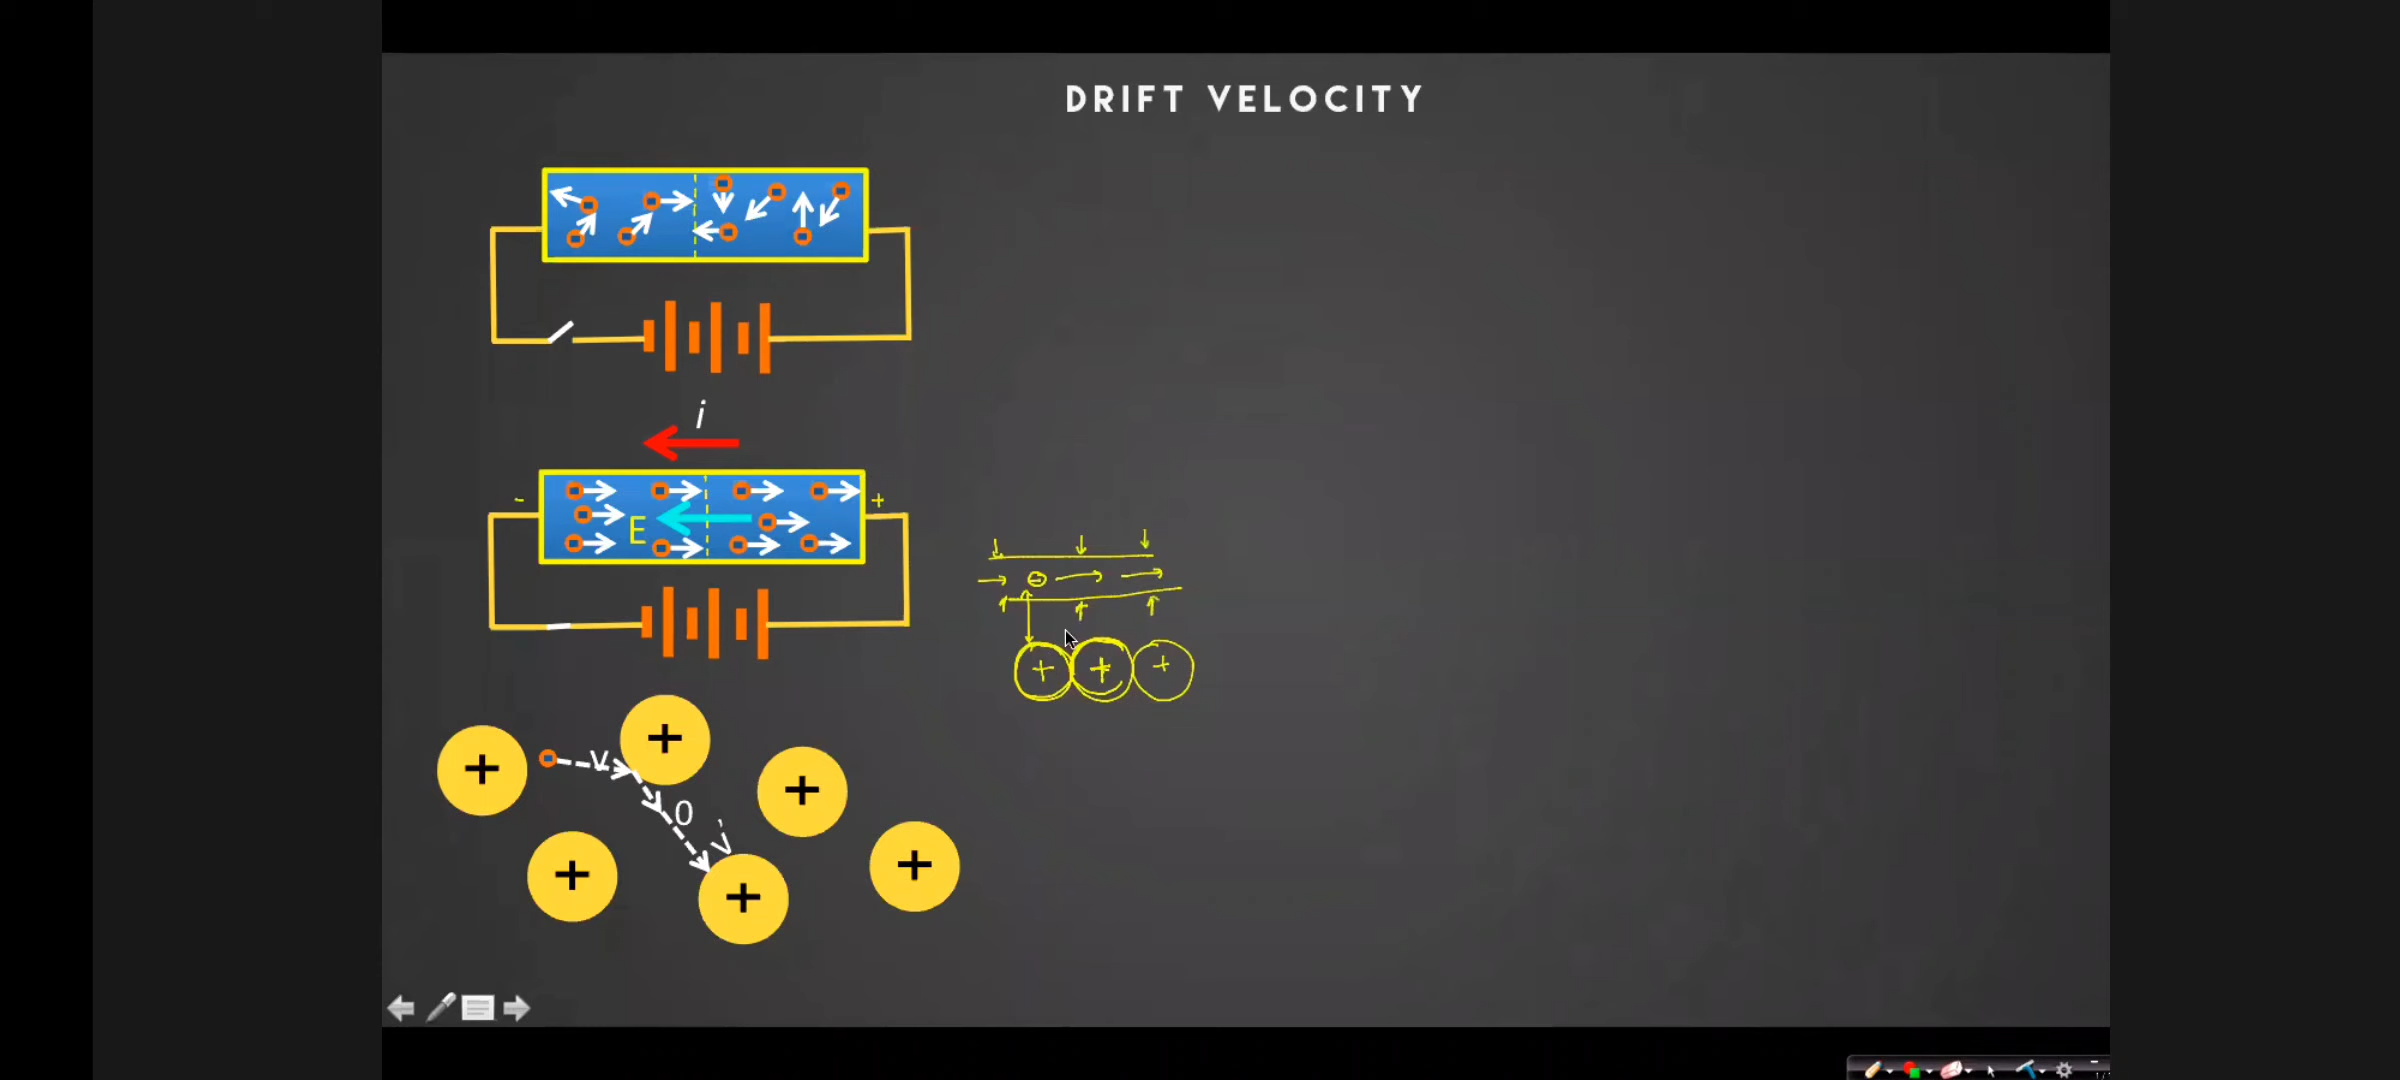 DRIFT VELOCITY
i
- +
E
⊖
+ + +
+ + + + + +
v
0
v'